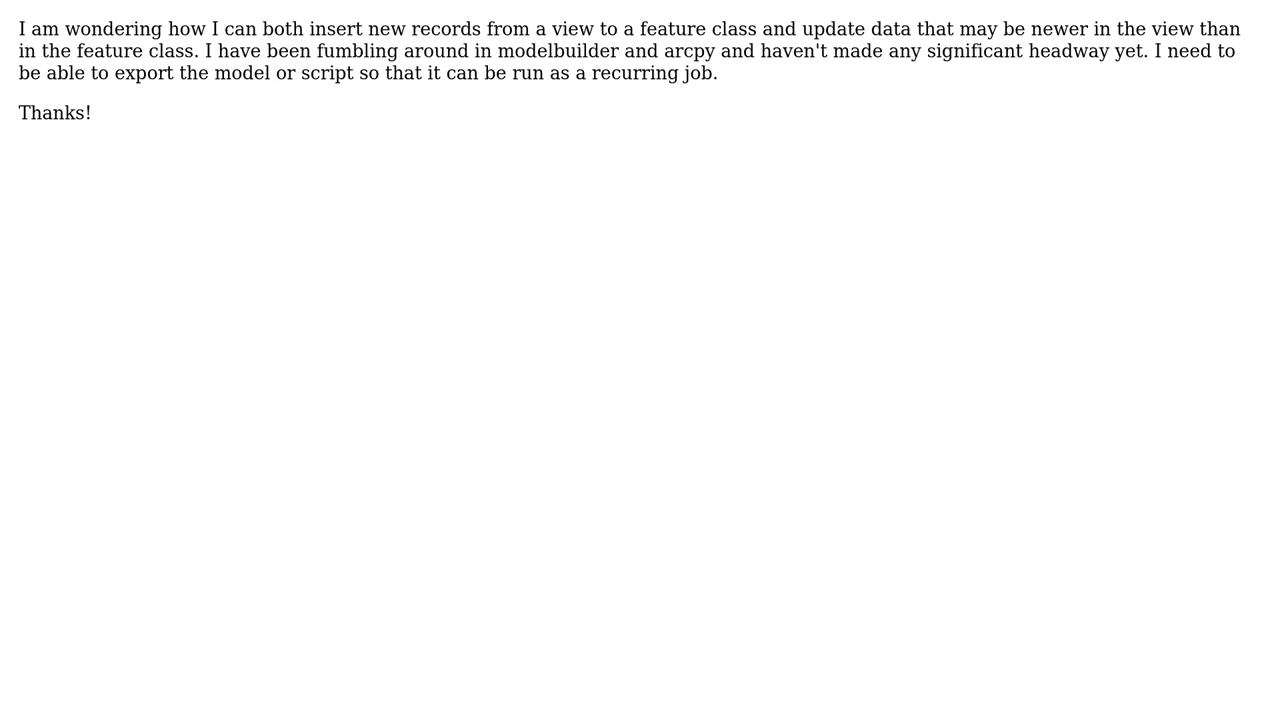 I am wondering how I can both insert new records from a view to a feature class and update data that may be newer in the view than
in the feature class. I have been fumbling around in modelbuilder and arcpy and haven't made any significant headway yet. I need to
be able to export the model or script so that it can be run as a recurring job.
Thanks!